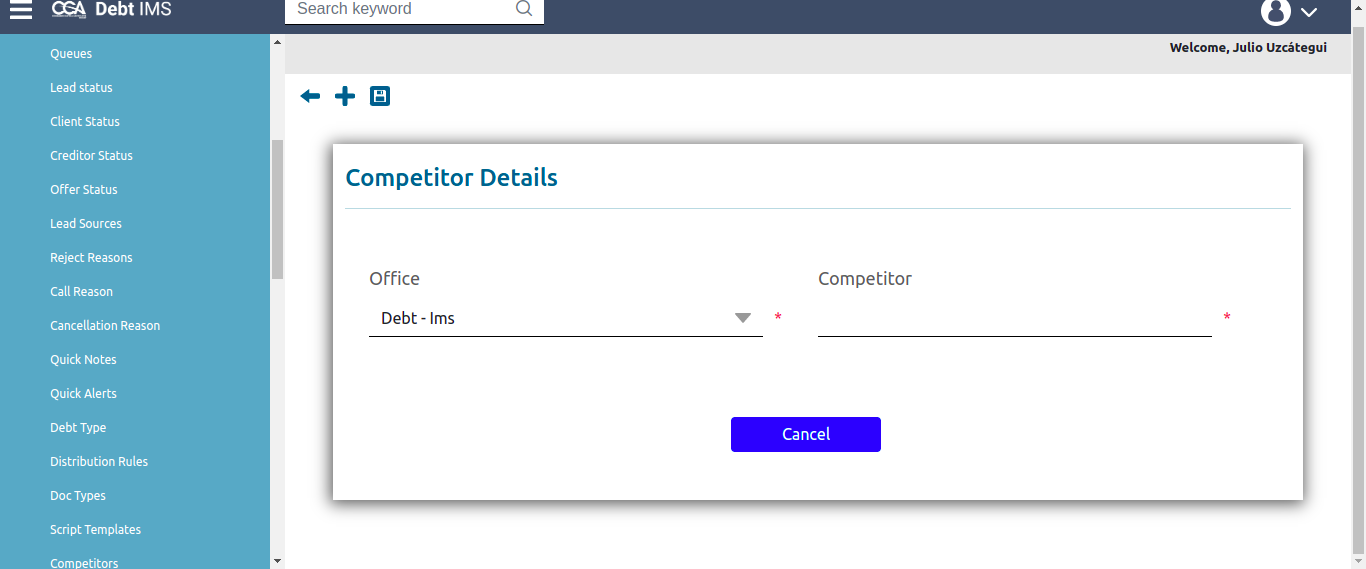 CGA Debt IMS
Search keyword
Welcome, Julio Uzcátegui
Queues
Lead status
Client Status
Creditor Status
Offer Status
Lead Sources
Reject Reasons
Call Reason
Cancellation Reason
Quick Notes
Quick Alerts
Debt Type
Distribution Rules
Doc Types
Script Templates
Competitors
Competitor Details
Office
Debt - Ims *
Competitor
*
Cancel